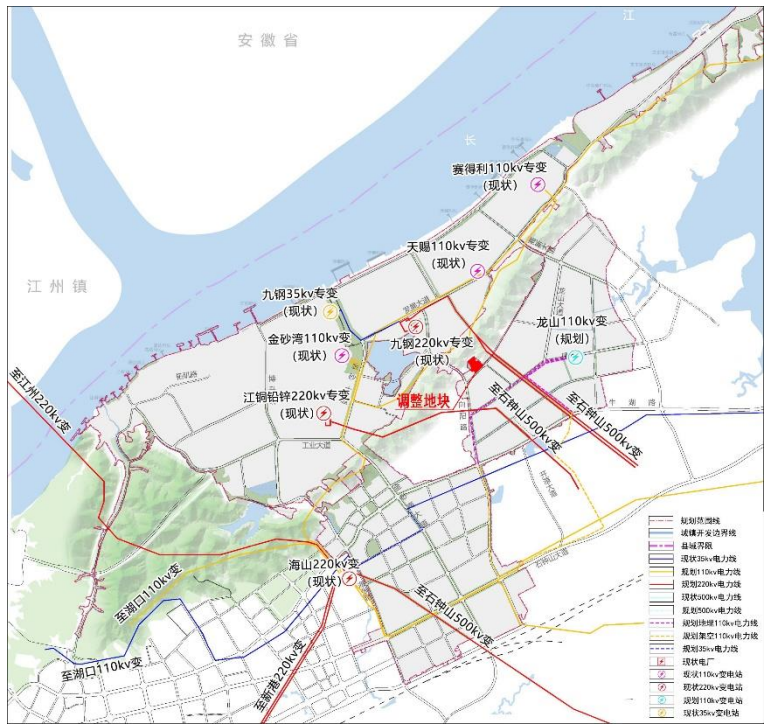 安徽省
江
长
江州镇
赛得利110kv专变
（现状）
天赐110kv专变
（现状）
九钢35kv专变
（现状）
发展大道
龙山110kv变
（规划）
金砂湾110kv变
（现状）
九钢220kv专变
（现状）
江铜铅锌220kv专变
（现状）
调整地块
向阳路
牛湖路
工业大道
至江州220kv变
至石钟山500kv变
至石钟山500kv变
海山220kv变
（现状）
至湖口110kv变
至石钟山500kv变
至湖口110kv变
至新港220kv变
规划范围线
城镇开发边界线
县域界限
现状35kv电力线
规划110kv电力线
规划220kv电力线
现状500kv电力线
规划500kv电力线
规划地埋110kv电力线
规划架空110kv电力线
规划35kv电力线
现状电厂
现状110kv变电站
现状220kv变电站
规划110kv变电站
现状35kv变电站